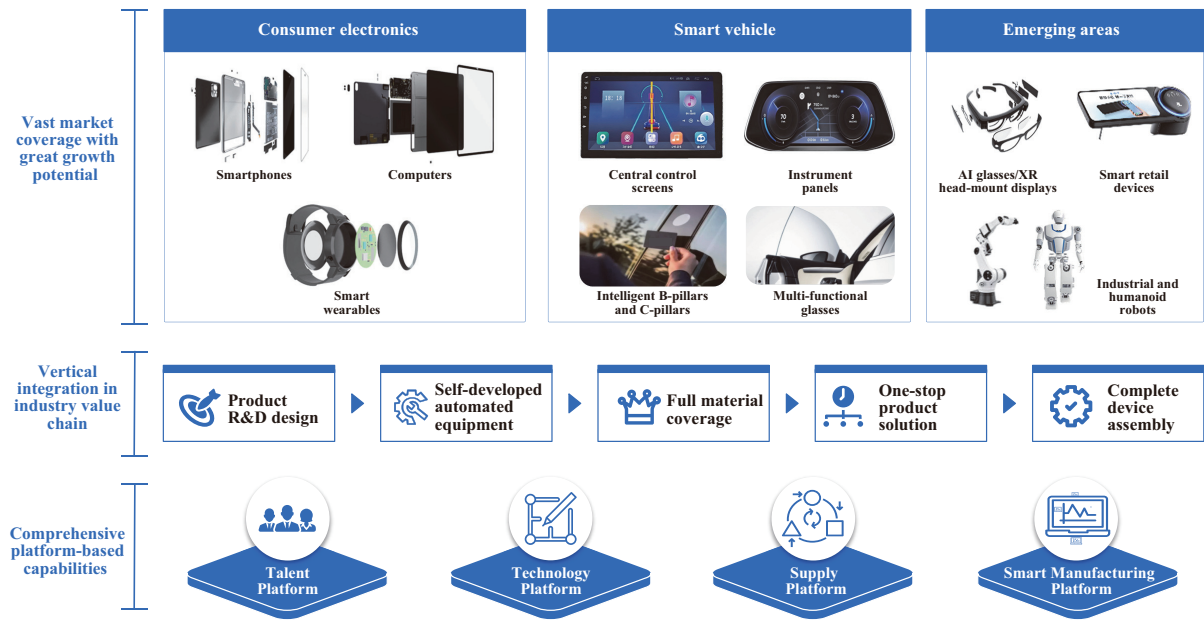 Vast market
coverage with
great growth
potential
Consumer electronics
Smartphones
Computers
Smart
wearables
Smart vehicle
Central control
screens
Instrument
panels
Intelligent B-pillars
and C-pillars
Multi-functional
glasses
Emerging areas
AI glasses/XR
head-mount displays
Smart retail
devices
Industrial and
humanoid
robots
Vertical
integration in
industry value
chain
Product
R&D design
Self-developed
automated
equipment
Full material
coverage
One-stop
product
solution
Complete
device
assembly
Comprehensive
platform-based
capabilities
Talent
Platform
Technology
Platform
Supply
Platform
Smart Manufacturing
Platform